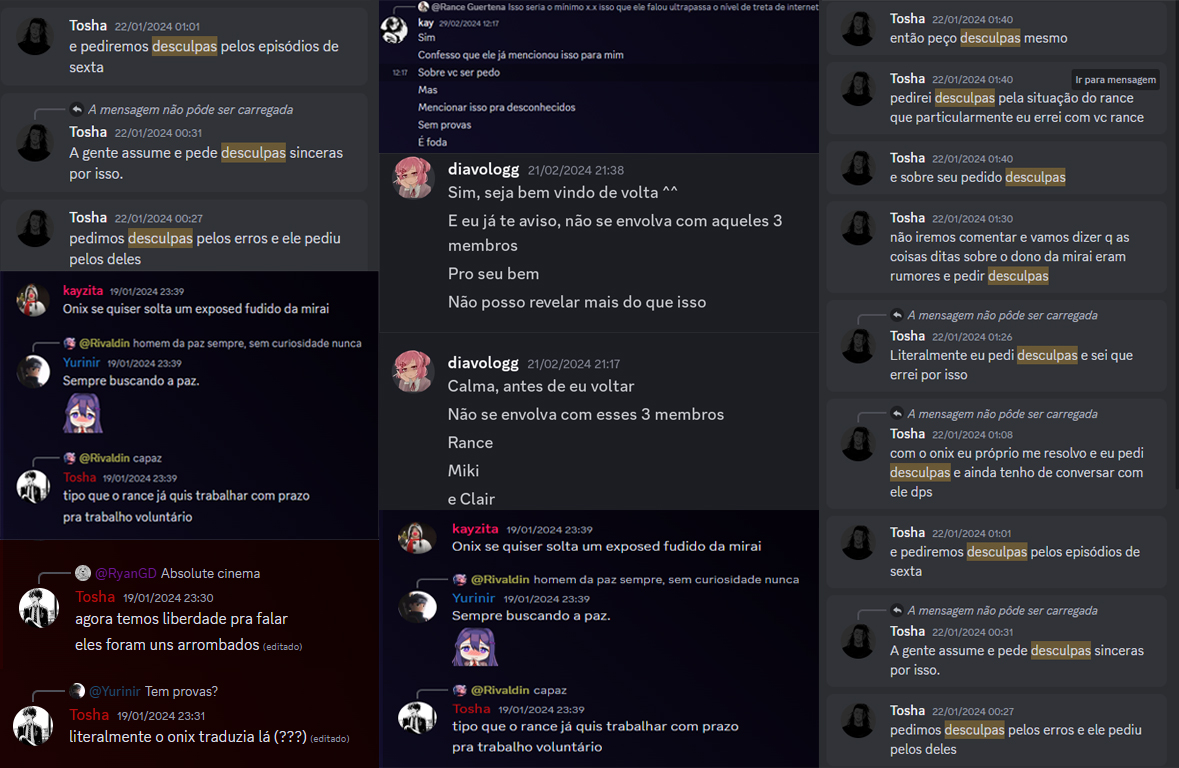 Tosha 22/01/2024 01:01
e pediremos desculpas pelos episódios de
sexta
A mensagem não pôde ser carregada
Tosha 22/01/2024 00:31
A gente assume e pede desculpas sinceras
por isso.
Tosha 22/01/2024 00:27
pedimos desculpas pelos erros e ele pediu
pelos deles
kayzita 19/01/2024 23:39
Onix se quiser solta um exposed fudido da mirai
@Rivaldin homem da paz sempre, sem curiosidade nunca
Yurinir 19/01/2024 23:39
Sempre buscando a paz.
@Rivaldin capaz
Tosha 19/01/2024 23:39
tipo que o rance já quis trabalhar com prazo
pra trabalho voluntário
@RyanGD Absolute cinema
Tosha 19/01/2024 23:30
agora temos liberdade pra falar
eles foram uns arrombados (editado)
@Yurinir Tem provas?
Tosha 19/01/2024 23:31
literalmente o onix traduzia lá (???) (editado)
@Rance Guertena Isso seria o mínimo x.x isso que ele falou ultrapassa o nível de treta de internet
kay 29/02/2024 12:17
Sim
Confesso que ele já mencionou isso para mim
12:17 Sobre vc ser pedo
Mas
Mencionar isso pra desconhecidos
Sem provas
É foda
diavologg 21/02/2024 21:38
Sim, seja bem vindo de volta ^^
E eu já te aviso, não se envolva com aqueles 3
membros
Pro seu bem
Não posso revelar mais do que isso
diavologg 21/02/2024 21:17
Calma, antes de eu voltar
Não se envolva com esses 3 membros
Rance
Miki
e Clair
kayzita 19/01/2024 23:39
Onix se quiser solta um exposed fudido da mirai
@Rivaldin homem da paz sempre, sem curiosidade nunca
Yurinir 19/01/2024 23:39
Sempre buscando a paz.
@Rivaldin capaz
Tosha 19/01/2024 23:39
tipo que o rance já quis trabalhar com prazo
pra trabalho voluntário
Tosha 22/01/2024 01:40
então peço desculpas mesmo
Tosha 22/01/2024 01:40
Ir para mensagem
pedirei desculpas pela situação do rance
que particularmente eu errei com vc rance
Tosha 22/01/2024 01:40
e sobre seu pedido desculpas
Tosha 22/01/2024 01:30
não iremos comentar e vamos dizer q as
coisas ditas sobre o dono da mirai eram
rumores e pedir desculpas
A mensagem não pôde ser carregada
Tosha 22/01/2024 01:26
Literalmente eu pedi desculpas e sei que
errei por isso
A mensagem não pôde ser carregada
Tosha 22/01/2024 01:08
com o onix eu próprio me resolvo e eu pedi
desculpas e ainda tenho de conversar com
ele dps
Tosha 22/01/2024 01:01
e pediremos desculpas pelos episódios de
sexta
A mensagem não pôde ser carregada
Tosha 22/01/2024 00:31
A gente assume e pede desculpas sinceras
por isso.
Tosha 22/01/2024 00:27
pedimos desculpas pelos erros e ele pediu
pelos deles